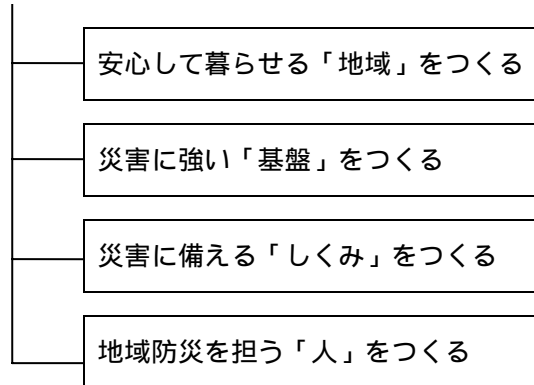 安心して暮らせる「地域」をつくる
災害に強い「基盤」をつくる
災害に備える「しくみ」をつくる
地域防災を担う「人」をつくる